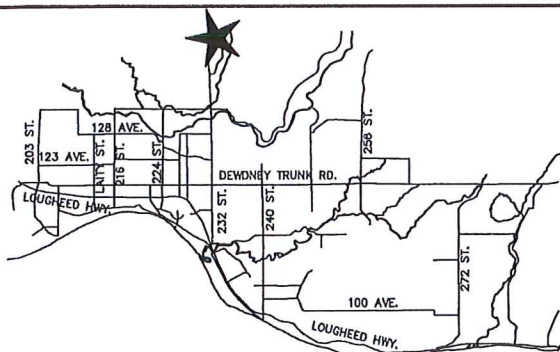 128 AVE.
203 ST.
123 AVE.
LAITY ST.
216 ST.
224 ST.
256 ST.
DEWDNEY TRUNK RD.
LOUGHEED HWY.
232 ST.
240 ST.
272 ST.
100 AVE.
LOUGHEED HWY.